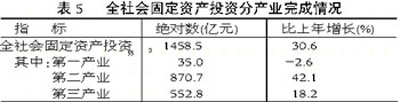 表5 全社会固定资产投资分产业完成情况
指 标 绝对数(亿元) 比上年增长(%)
全社会固定资产投资 1458.5 30.6
其中:第一产业 35.0 -2.6
第二产业 870.7 42.1
第三产业 552.8 18.2